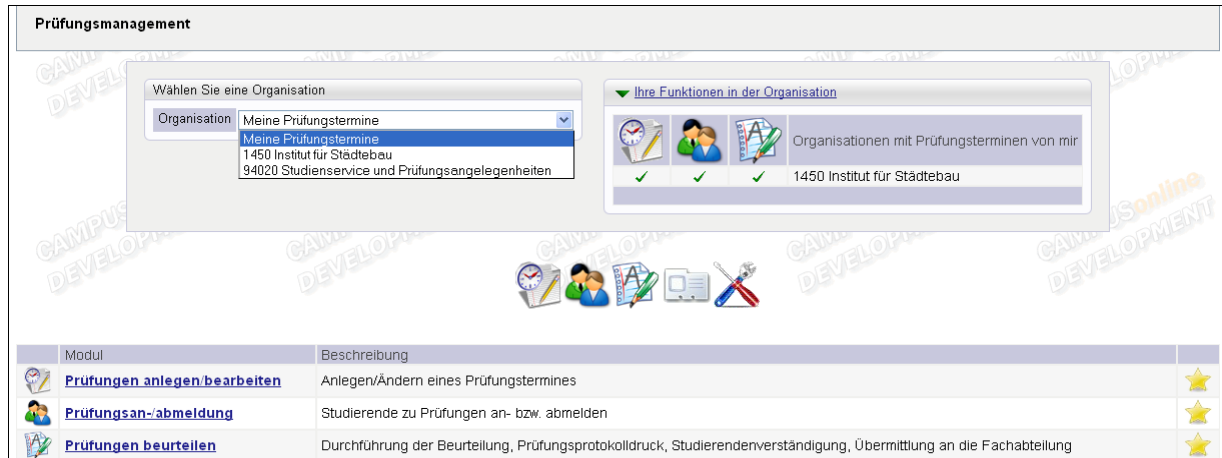 Prüfungsmanagement
Wählen Sie eine Organisation
Organisation Meine Prüfungstermine
Meine Prüfungstermine
1450 Institut für Städtebau
94020 Studienservice und Prüfungsangelegenheiten
Ihre Funktionen in der Organisation
Organisationen mit Prüfungsterminen von mir
1450 Institut für Städtebau
CAMPUSonline
DEVELOPMENT
Modul Beschreibung
Prüfungen anlegen/bearbeiten Anlegen/Ändern eines Prüfungstermines
Prüfungsan-/abmeldung Studierende zu Prüfungen an- bzw. abmelden
Prüfungen beurteilen Durchführung der Beurteilung, Prüfungsprotokolldruck, Studierendenverständigung, Übermittlung an die Fachabteilung